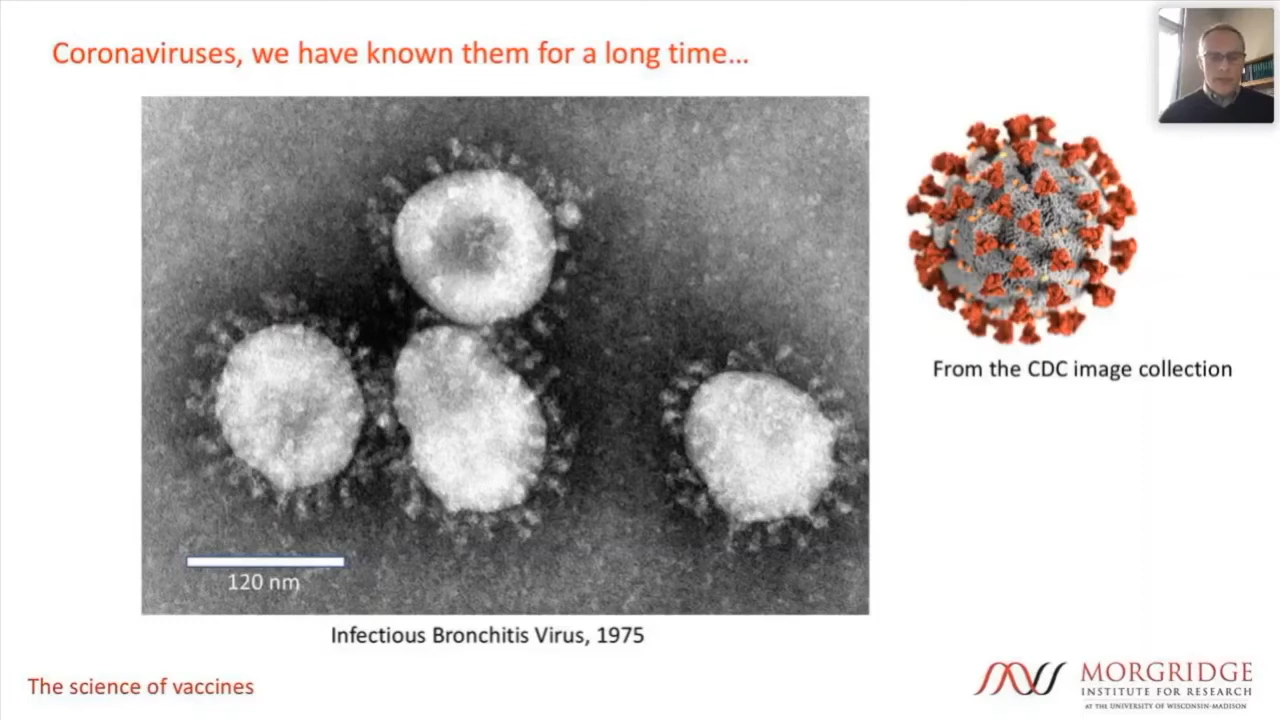 Coronaviruses, we have known them for a long time...
From the CDC image collection
120 nm
Infectious Bronchitis Virus, 1975
The science of vaccines
MORGRIDGE
INSTITUTE FOR RESEARCH
AT THE UNIVERSITY OF WISCONSIN-MADISON